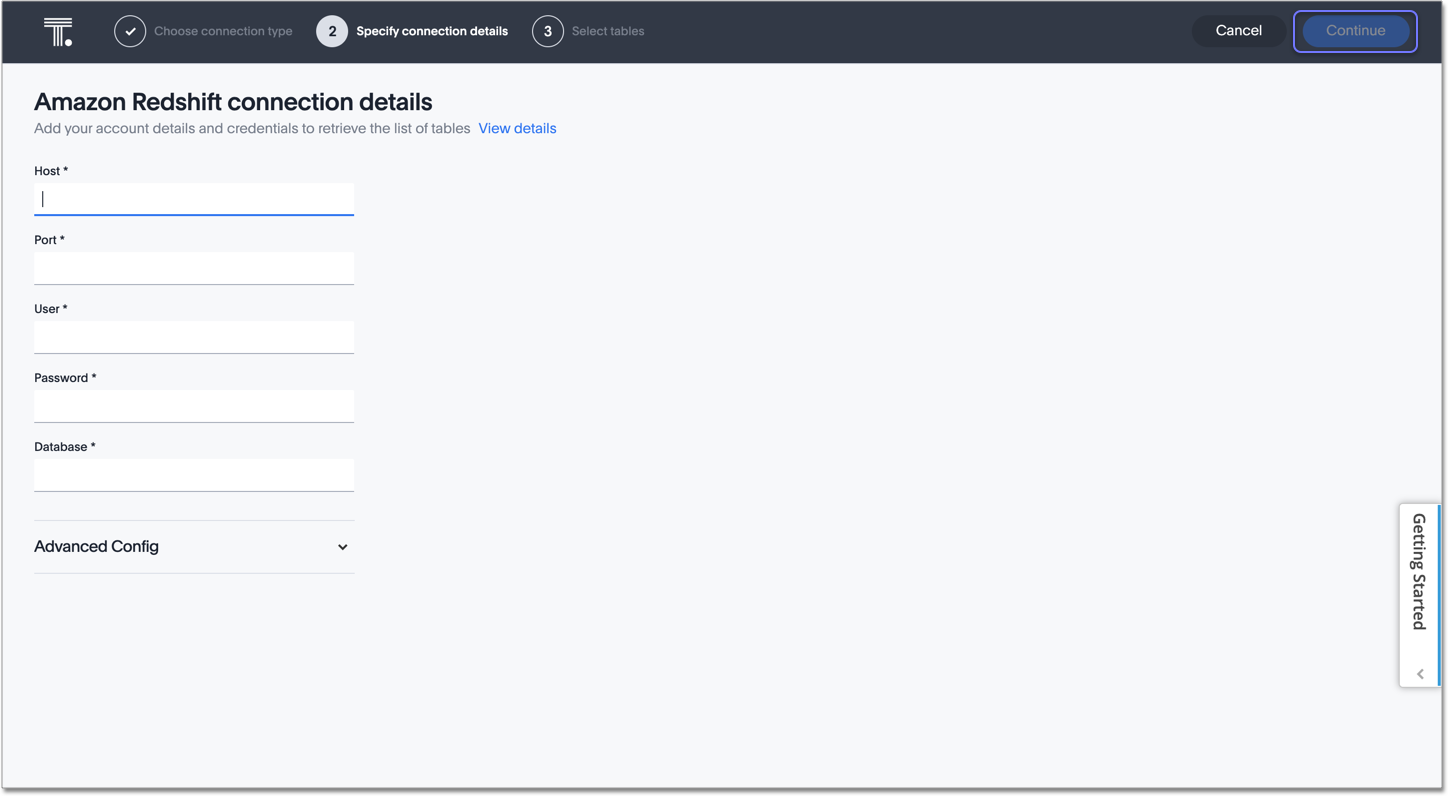 Choose connection type 2 Specify connection details 3 Select tables Cancel Continue
Amazon Redshift connection details
Add your account details and credentials to retrieve the list of tables View details
Host *
Port *
User *
Password *
Database *
Advanced Config
Getting Started